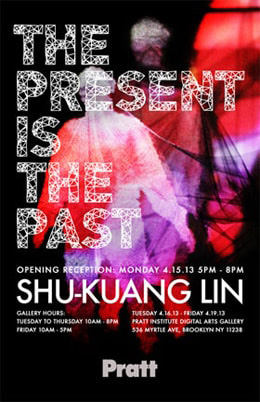 THE
PRESENT
IS
THE
PAST
OPENING RECEPTION: MONDAY 4.15.13 5PM - 8PM
SHU-KUANG LIN
GALLERY HOURS:
TUESDAY TO THURSDAY 10AM - 8PM
FRIDAY 10AM - 5PM
TUESDAY 4.16.13 - FRIDAY 4.19.13
PRATT INSTITUTE DIGITAL ARTS GALLERY
536 MYRTLE AVE, BROOKLYN NY 11238
Pratt